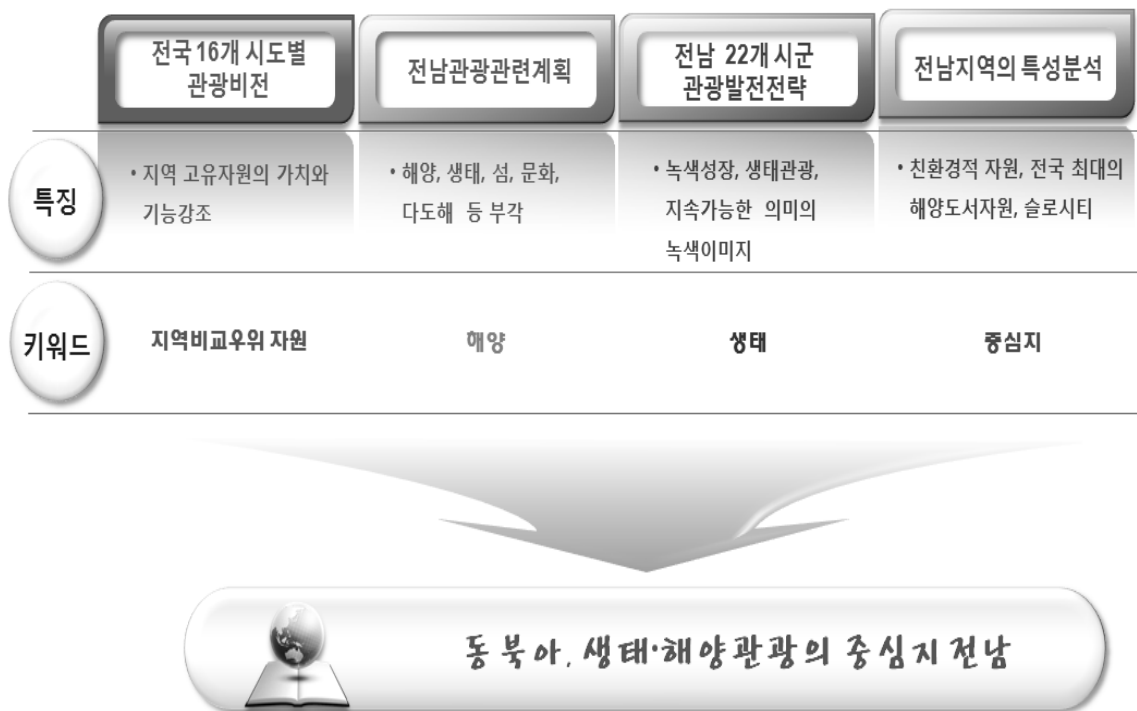 전국 16개 시도별
관광비전
전남관광관련계획
전남 22개 시군
관광발전전략
전남지역의 특성분석
특징
• 지역 고유자원의 가치와
기능강조
• 해양, 생태, 섬, 문화,
다도해 등 부각
• 녹색성장, 생태관광,
지속가능한 의미의
녹색이미지
• 친환경적 자원, 전국 최대의
해양도서자원, 슬로시티
키워드
지역비교우위 자원
해양
생태
중심지
동북아, 생태·해양관광의 중심지 전남